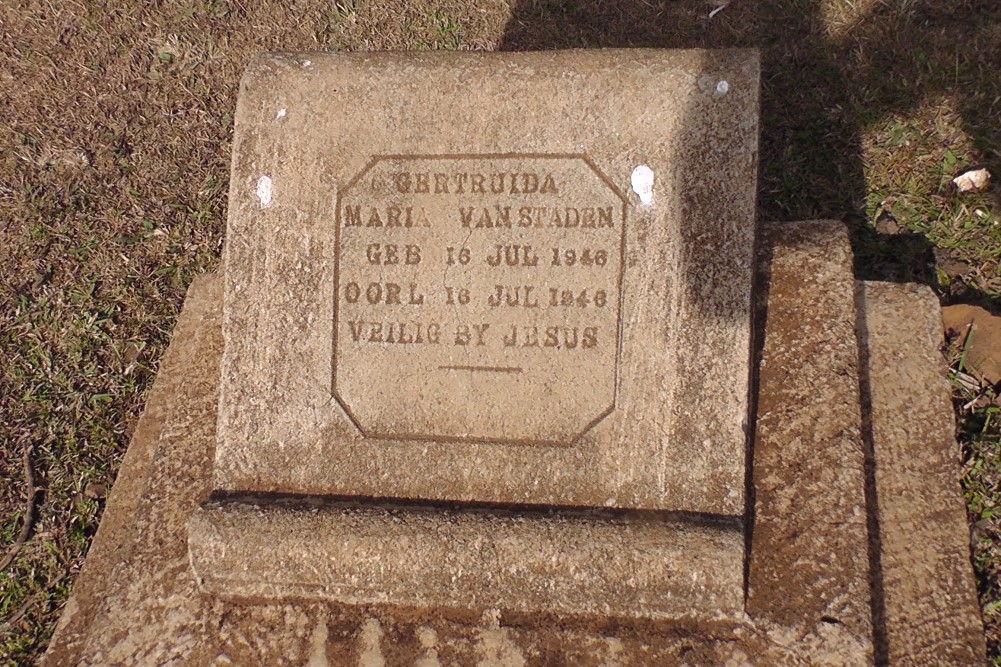 GERTRUIDA
MARIA VAN STADEN
GEB 16 JUL 1946
OORL 16 JUL 1946
VEILIG BY JESUS